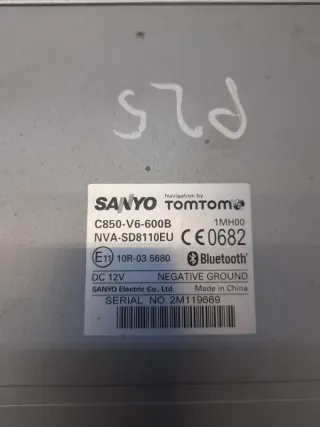 P25
SANYO Navigation by TOMTOM
C850-V6-600B 1MH00
NVA-SD8110EU CE0682
E11 10R-03 5680 Bluetooth®
DC 12V NEGATIVE GROUND
SANYO Electric Co., Ltd. Made in China
SERIAL NO. 2M119669